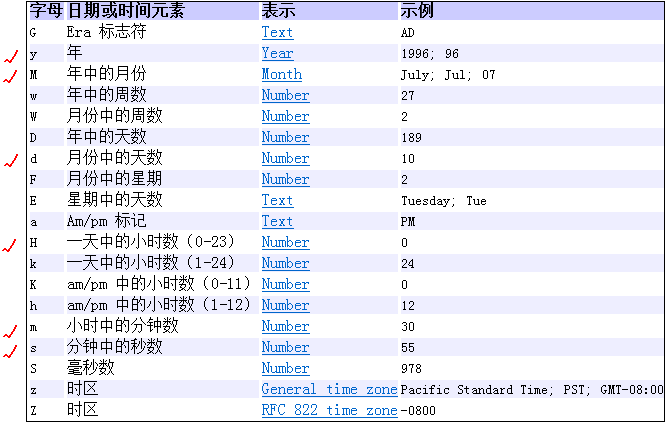 字母 日期或时间元素 表示 示例
G Era 标志符 Text AD
y 年 Year 1996; 96
M 年中的月份 Month July; Jul; 07
w 年中的周数 Number 27
W 月份中的周数 Number 2
D 年中的天数 Number 189
d 月份中的天数 Number 10
F 月份中的星期 Number 2
E 星期中的天数 Text Tuesday; Tue
a Am/pm 标记 Text PM
H 一天中的小时数（0-23） Number 0
k 一天中的小时数（1-24） Number 24
K am/pm 中的小时数（0-11） Number 0
h am/pm 中的小时数（1-12） Number 12
m 小时中的分钟数 Number 30
s 分钟中的秒数 Number 55
S 毫秒数 Number 978
z 时区 General time zone Pacific Standard Time; PST; GMT-08:00
Z 时区 RFC 822 time zone -0800